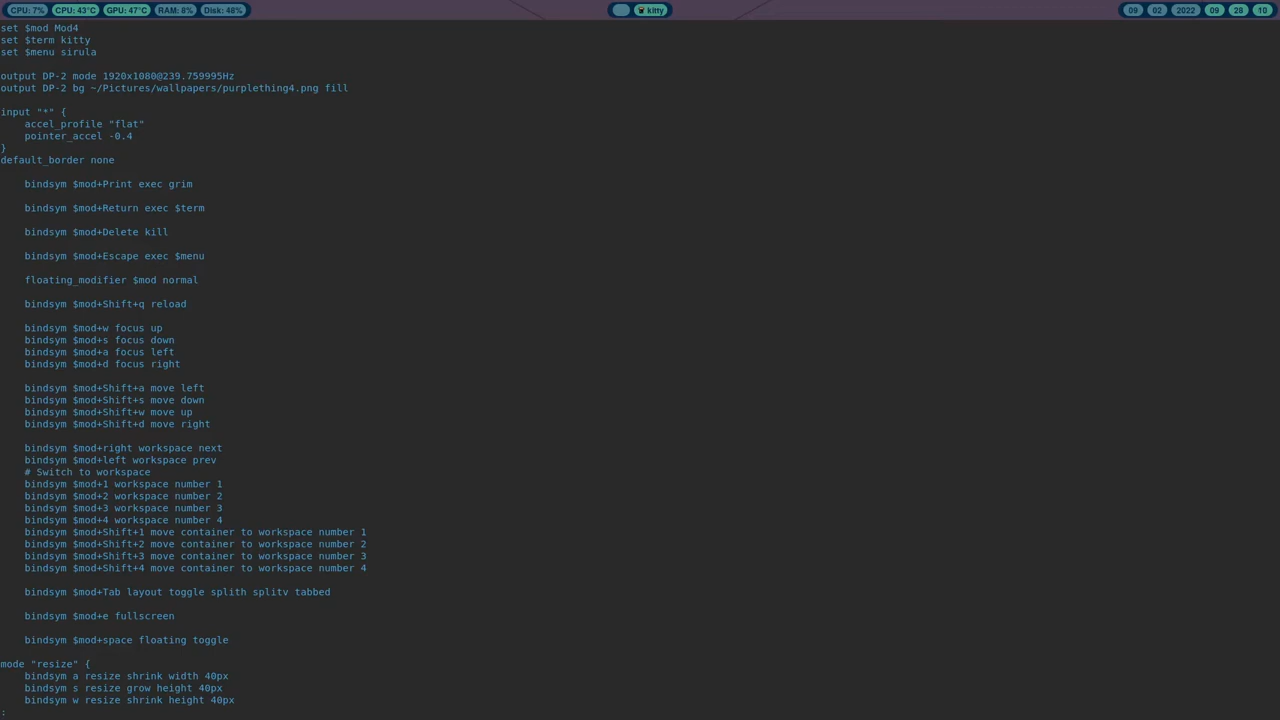 CPU: 7% CPU: 43°C GPU: 47°C RAM: 8% Disk: 48% kitty 09 02 2022 09 28 10
set $mod Mod4
set $term kitty
set $menu sirula
output DP-2 mode 1920x1080@239.759995Hz
output DP-2 bg ~/Pictures/wallpapers/purplething4.png fill
input "*" {
    accel_profile "flat"
    pointer_accel -0.4
}
default_border none
    bindsym $mod+Print exec grim
    bindsym $mod+Return exec $term
    bindsym $mod+Delete kill
    bindsym $mod+Escape exec $menu
    floating_modifier $mod normal
    bindsym $mod+Shift+q reload
    bindsym $mod+w focus up
    bindsym $mod+s focus down
    bindsym $mod+a focus left
    bindsym $mod+d focus right
    bindsym $mod+Shift+a move left
    bindsym $mod+Shift+s move down
    bindsym $mod+Shift+w move up
    bindsym $mod+Shift+d move right
    bindsym $mod+right workspace next
    bindsym $mod+left workspace prev
    # Switch to workspace
    bindsym $mod+1 workspace number 1
    bindsym $mod+2 workspace number 2
    bindsym $mod+3 workspace number 3
    bindsym $mod+4 workspace number 4
    bindsym $mod+Shift+1 move container to workspace number 1
    bindsym $mod+Shift+2 move container to workspace number 2
    bindsym $mod+Shift+3 move container to workspace number 3
    bindsym $mod+Shift+4 move container to workspace number 4
    bindsym $mod+Tab layout toggle splith splitv tabbed
    bindsym $mod+e fullscreen
    bindsym $mod+space floating toggle
mode "resize" {
    bindsym a resize shrink width 40px
    bindsym s resize grow height 40px
    bindsym w resize shrink height 40px
: